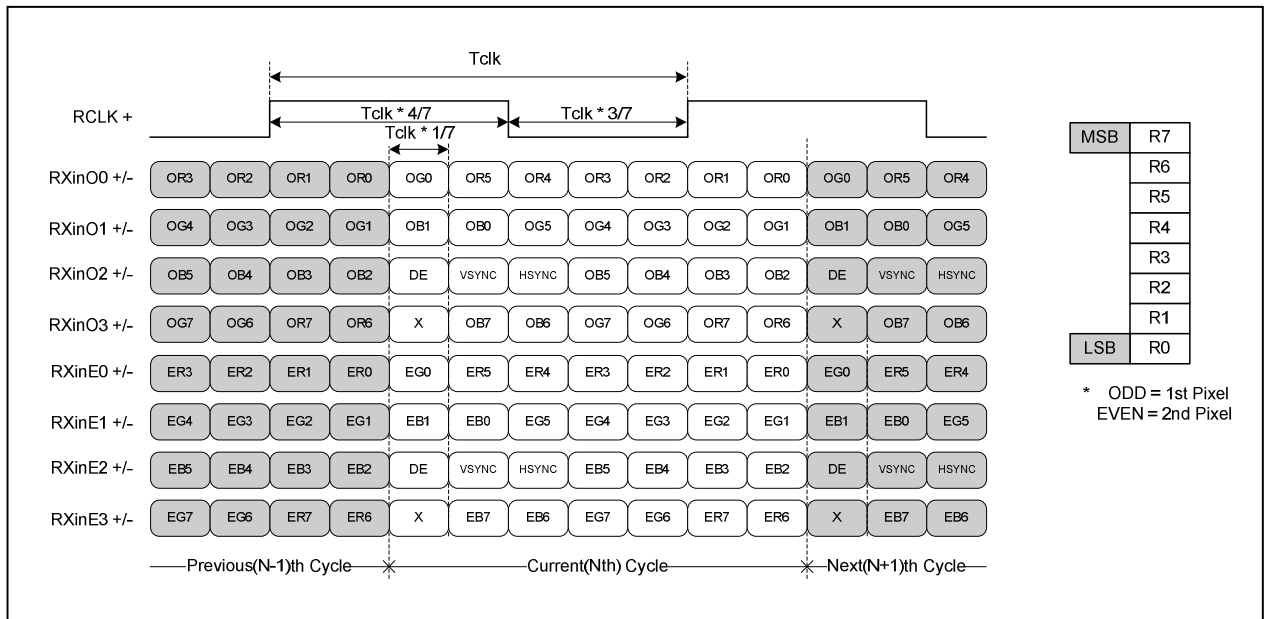 Tclk
RCLK +
Tclk * 4/7
Tclk * 3/7
Tclk * 1/7
RXinO0 +/- OR3 OR2 OR1 OR0 OG0 OR5 OR4 OR3 OR2 OR1 OR0 OG0 OR5 OR4
RXinO1 +/- OG4 OG3 OG2 OG1 OB1 OB0 OG5 OG4 OG3 OG2 OG1 OB1 OB0 OG5
RXinO2 +/- OB5 OB4 OB3 OB2 DE VSYNC HSYNC OB5 OB4 OB3 OB2 DE VSYNC HSYNC
RXinO3 +/- OG7 OG6 OR7 OR6 X OB7 OB6 OG7 OG6 OR7 OR6 X OB7 OB6
RXinE0 +/- ER3 ER2 ER1 ER0 EG0 ER5 ER4 ER3 ER2 ER1 ER0 EG0 ER5 ER4
RXinE1 +/- EG4 EG3 EG2 EG1 EB1 EB0 EG5 EG4 EG3 EG2 EG1 EB1 EB0 EG5
RXinE2 +/- EB5 EB4 EB3 EB2 DE VSYNC HSYNC EB5 EB4 EB3 EB2 DE VSYNC HSYNC
RXinE3 +/- EG7 EG6 ER7 ER6 X EB7 EB6 EG7 EG6 ER7 ER6 X EB7 EB6
Previous(N-1)th Cycle Current(Nth) Cycle Next(N+1)th Cycle
MSB R7
R6
R5
R4
R3
R2
R1
LSB R0
* ODD = 1st Pixel
EVEN = 2nd Pixel